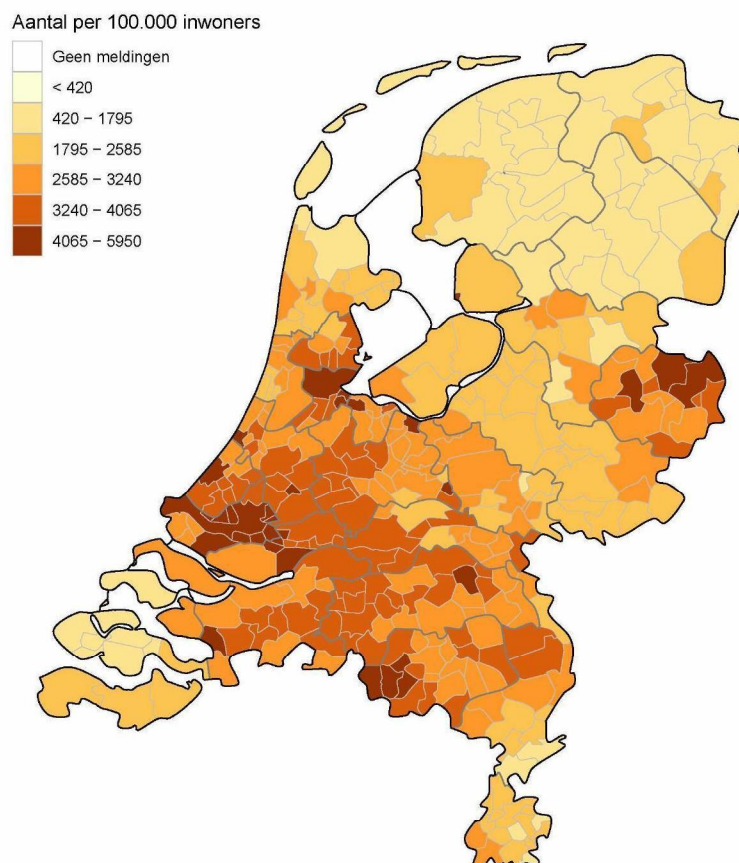 Aantal per 100.000 inwoners
Geen meldingen
< 420
420 – 1795
1795 – 2585
2585 – 3240
3240 – 4065
4065 – 5950